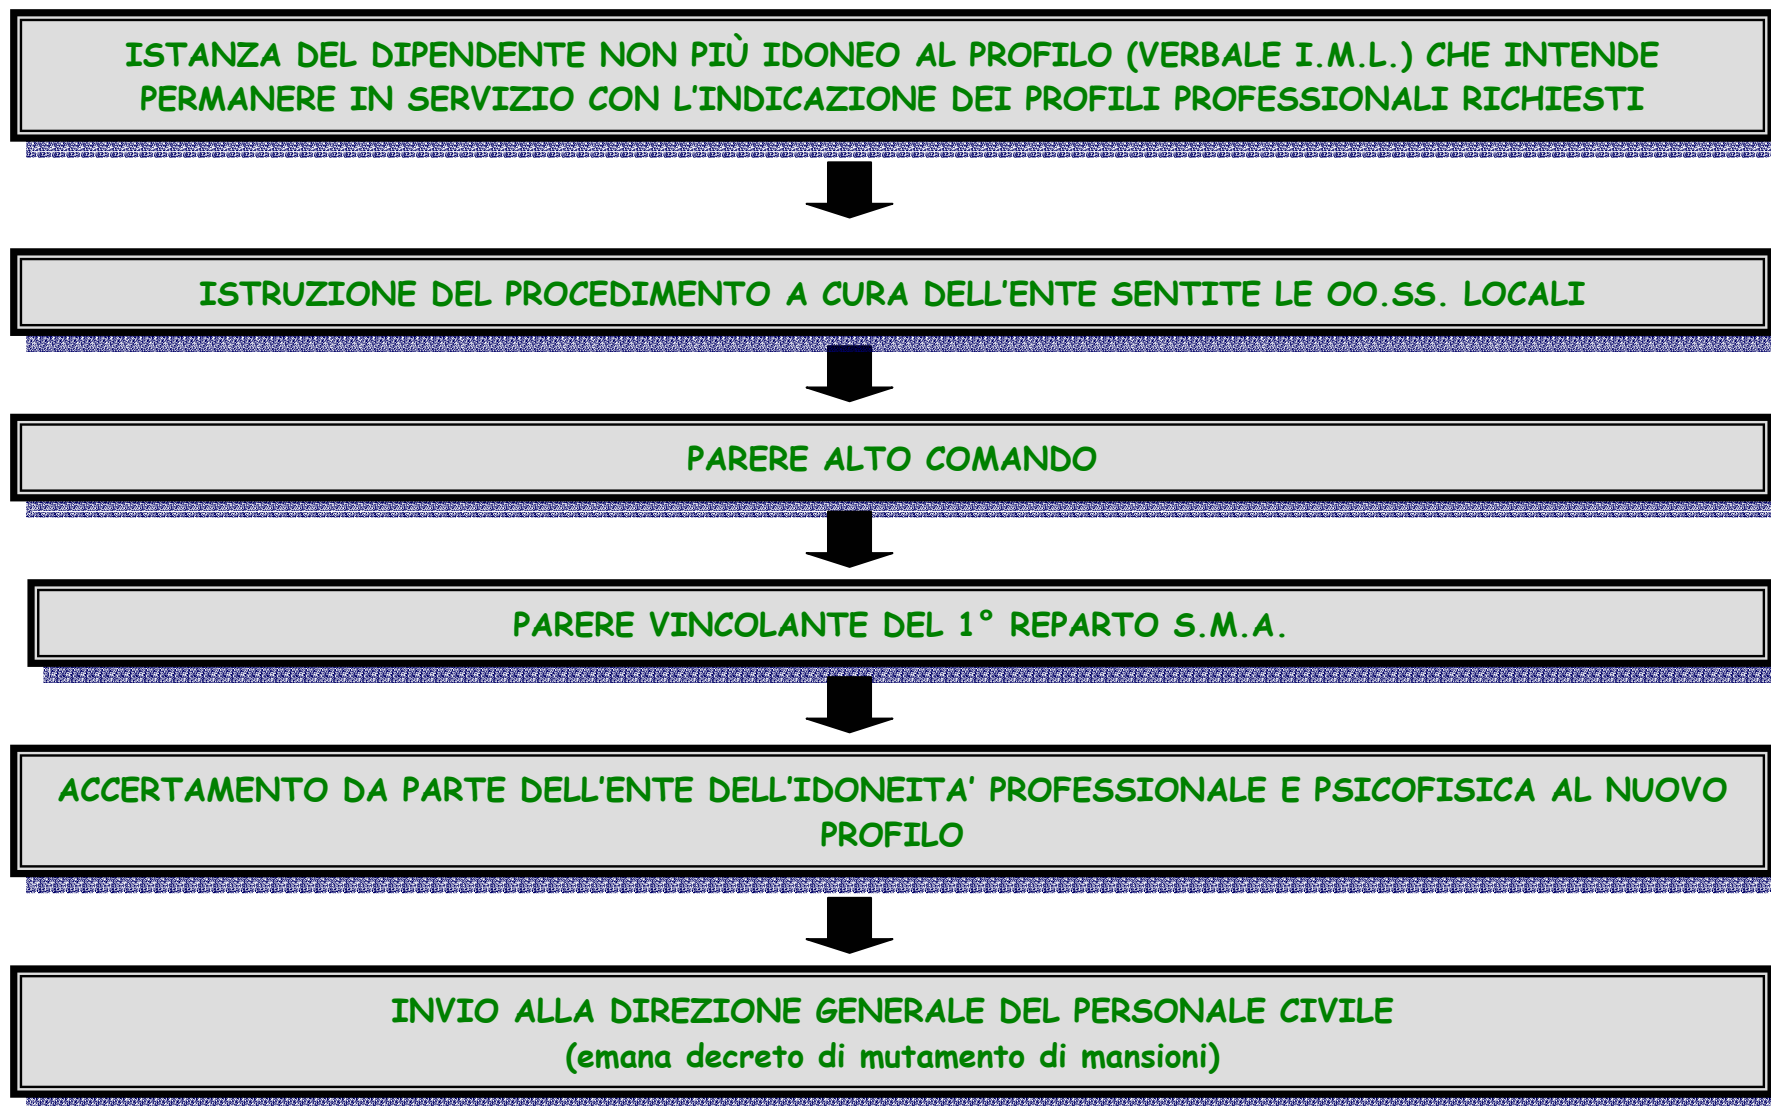 ISTANZA DEL DIPENDENTE NON PIÙ IDONEO AL PROFILO (VERBALE I.M.L.) CHE INTENDE
PERMANERE IN SERVIZIO CON L'INDICAZIONE DEI PROFILI PROFESSIONALI RICHIESTI
ISTRUZIONE DEL PROCEDIMENTO A CURA DELL'ENTE SENTITE LE OO.SS. LOCALI
PARERE ALTO COMANDO
PARERE VINCOLANTE DEL 1° REPARTO S.M.A.
ACCERTAMENTO DA PARTE DELL'ENTE DELL'IDONEITA' PROFESSIONALE E PSICOFISICA AL NUOVO
PROFILO
INVIO ALLA DIREZIONE GENERALE DEL PERSONALE CIVILE
(emana decreto di mutamento di mansioni)